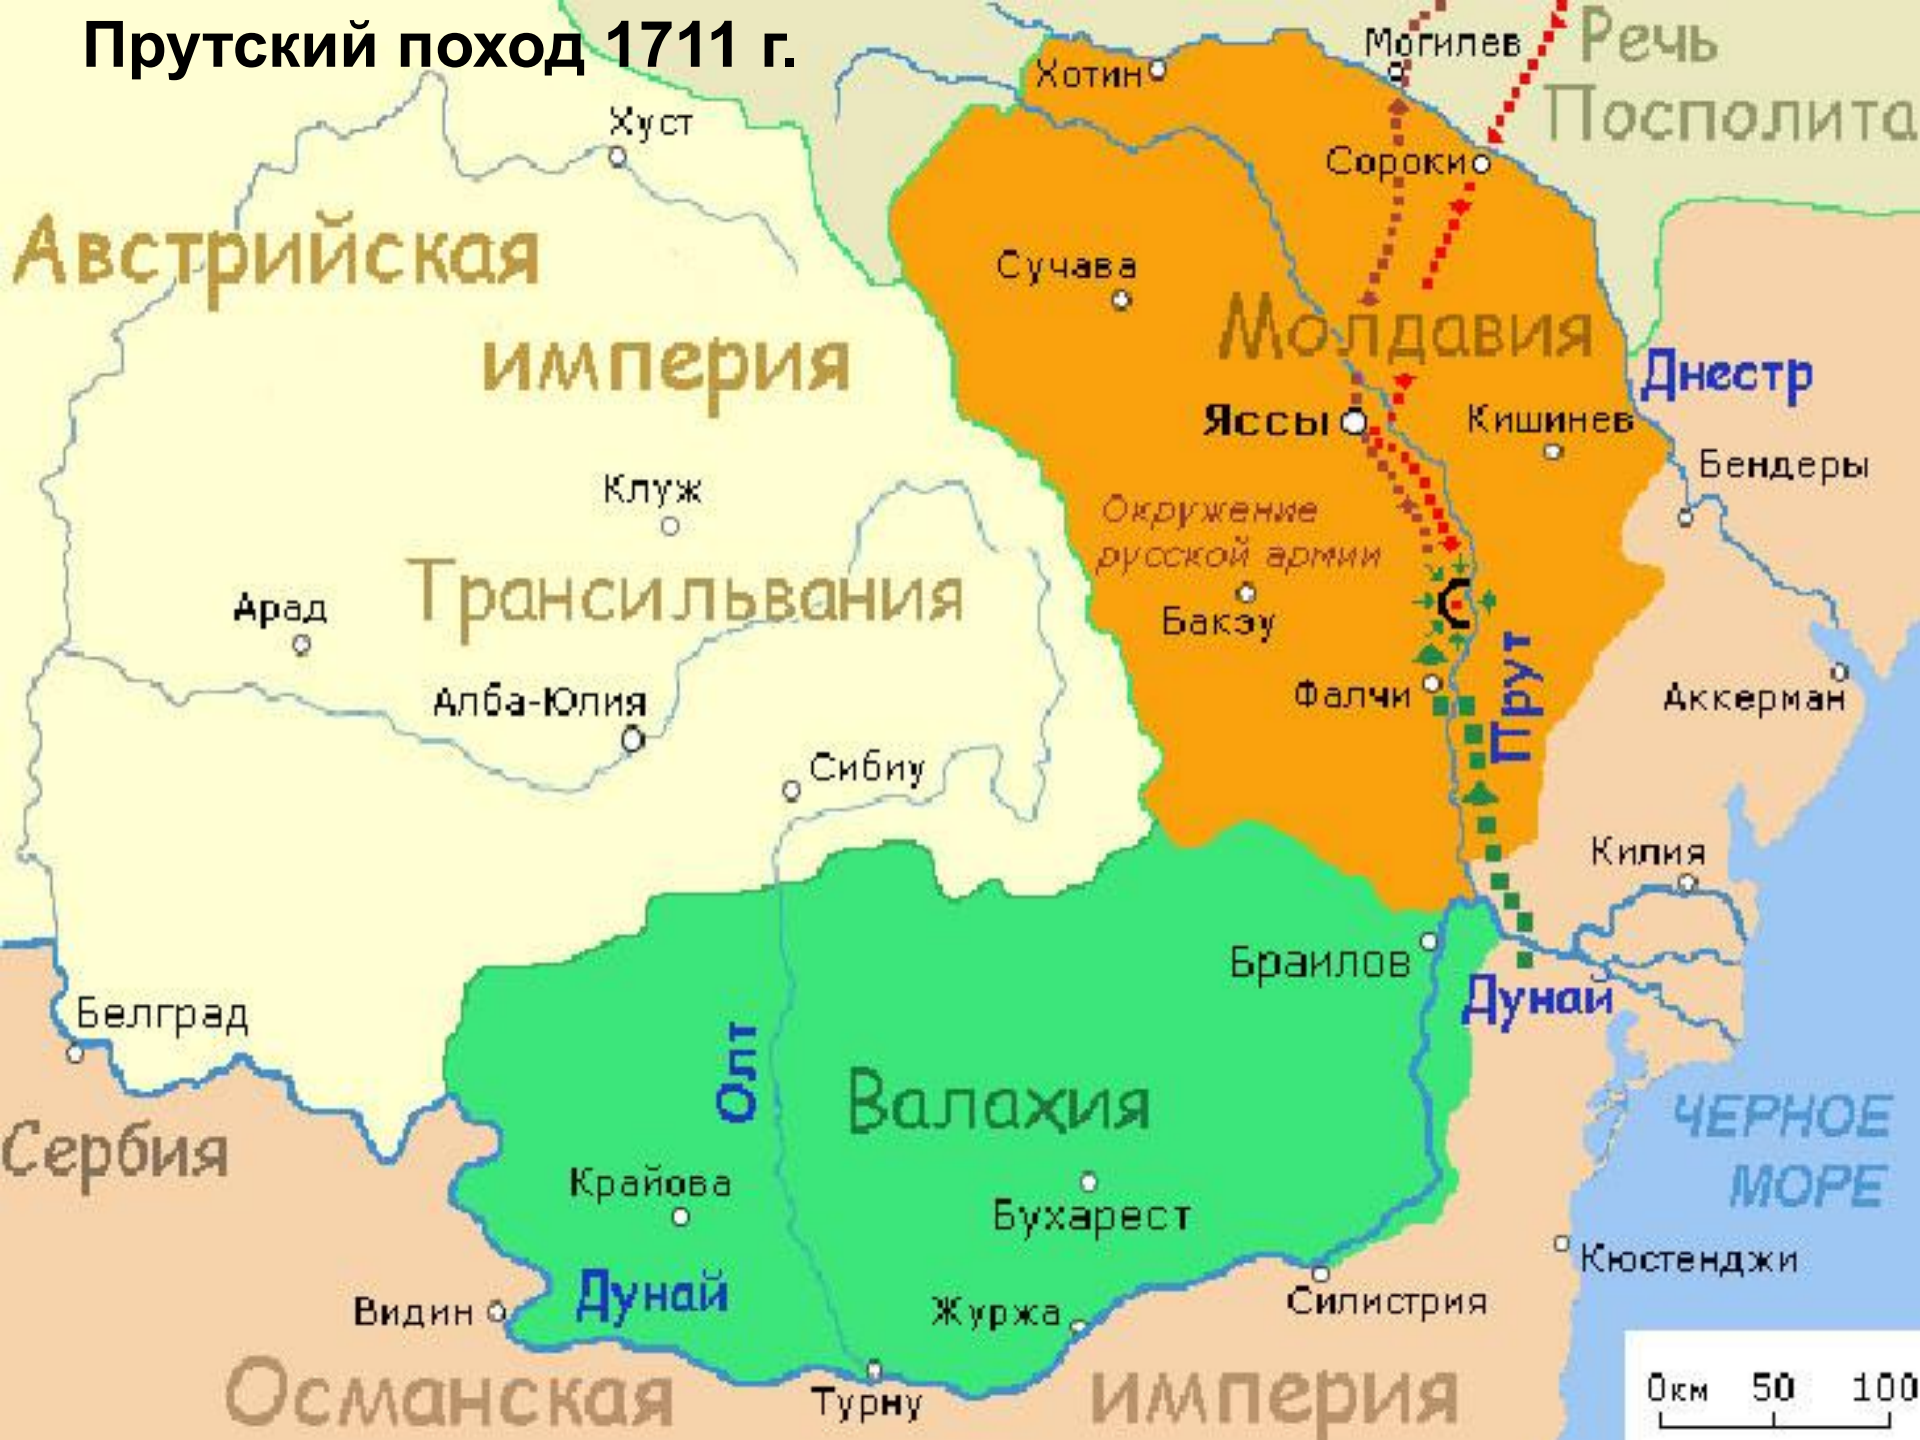 Прутский поход 1711 г.
Речь
Посполита
Могилев
Хотин
Хуст
Сороки
Австрийская
империя
Сучава
Молдавия
Днестр
Яссы
Кишинев
Бендеры
Клуж
Окружение
русской армии
Трансильвания
Арад
Бакэу
Прут
Фалчи
Аккерман
Алба-Юлия
Сибиу
Килия
Браилов
Дунай
Белград
Олт
Валахия
ЧЕРНОЕ
МОРЕ
Сербия
Крайова
Бухарест
Кюстенджи
Дунай
Видин
Журжа
Силистрия
Османская
империя
Турну
0км 50 100